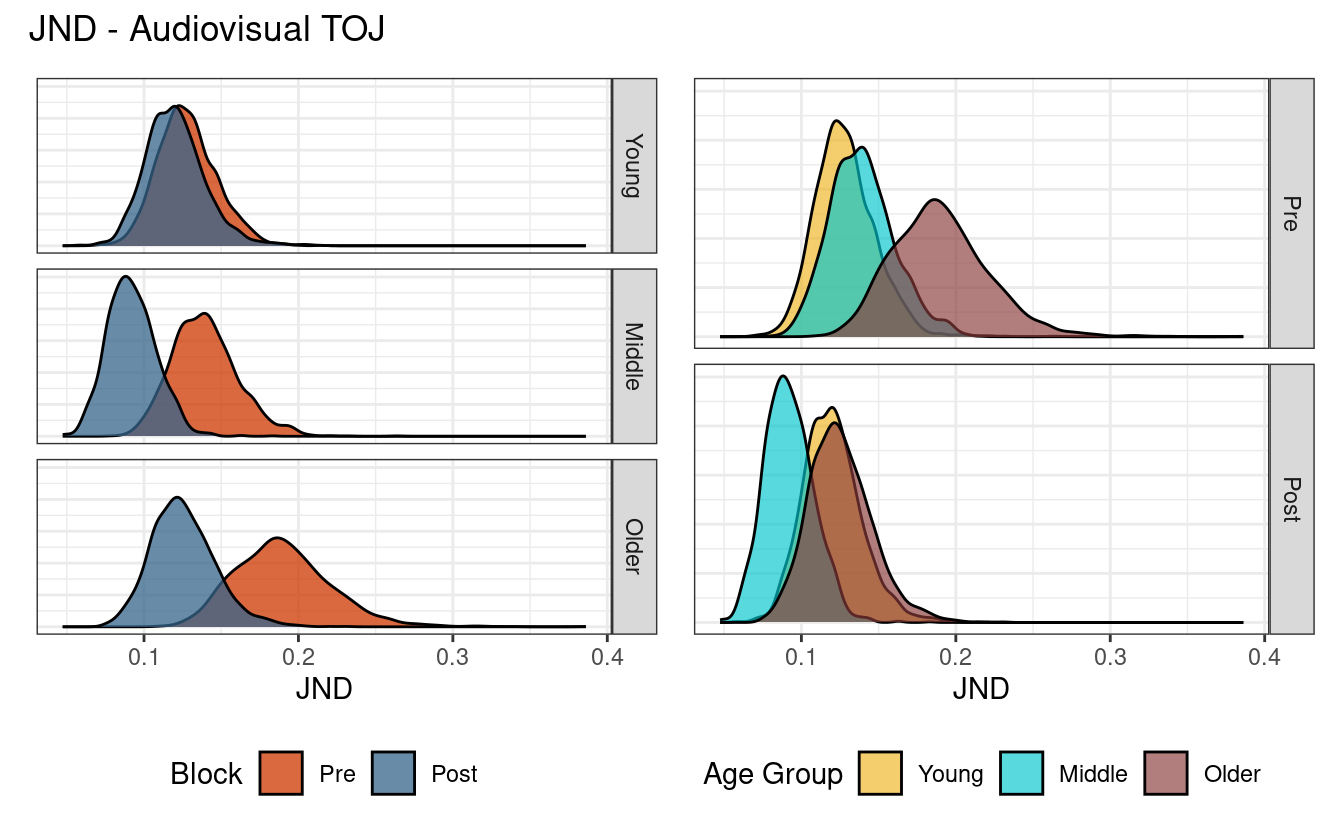 JND - Audiovisual TOJ
Young
Middle
Older
0.1 0.2 0.3 0.4
JND
Block Pre Post
Pre
Post
0.1 0.2 0.3 0.4
JND
Age Group Young Middle Older